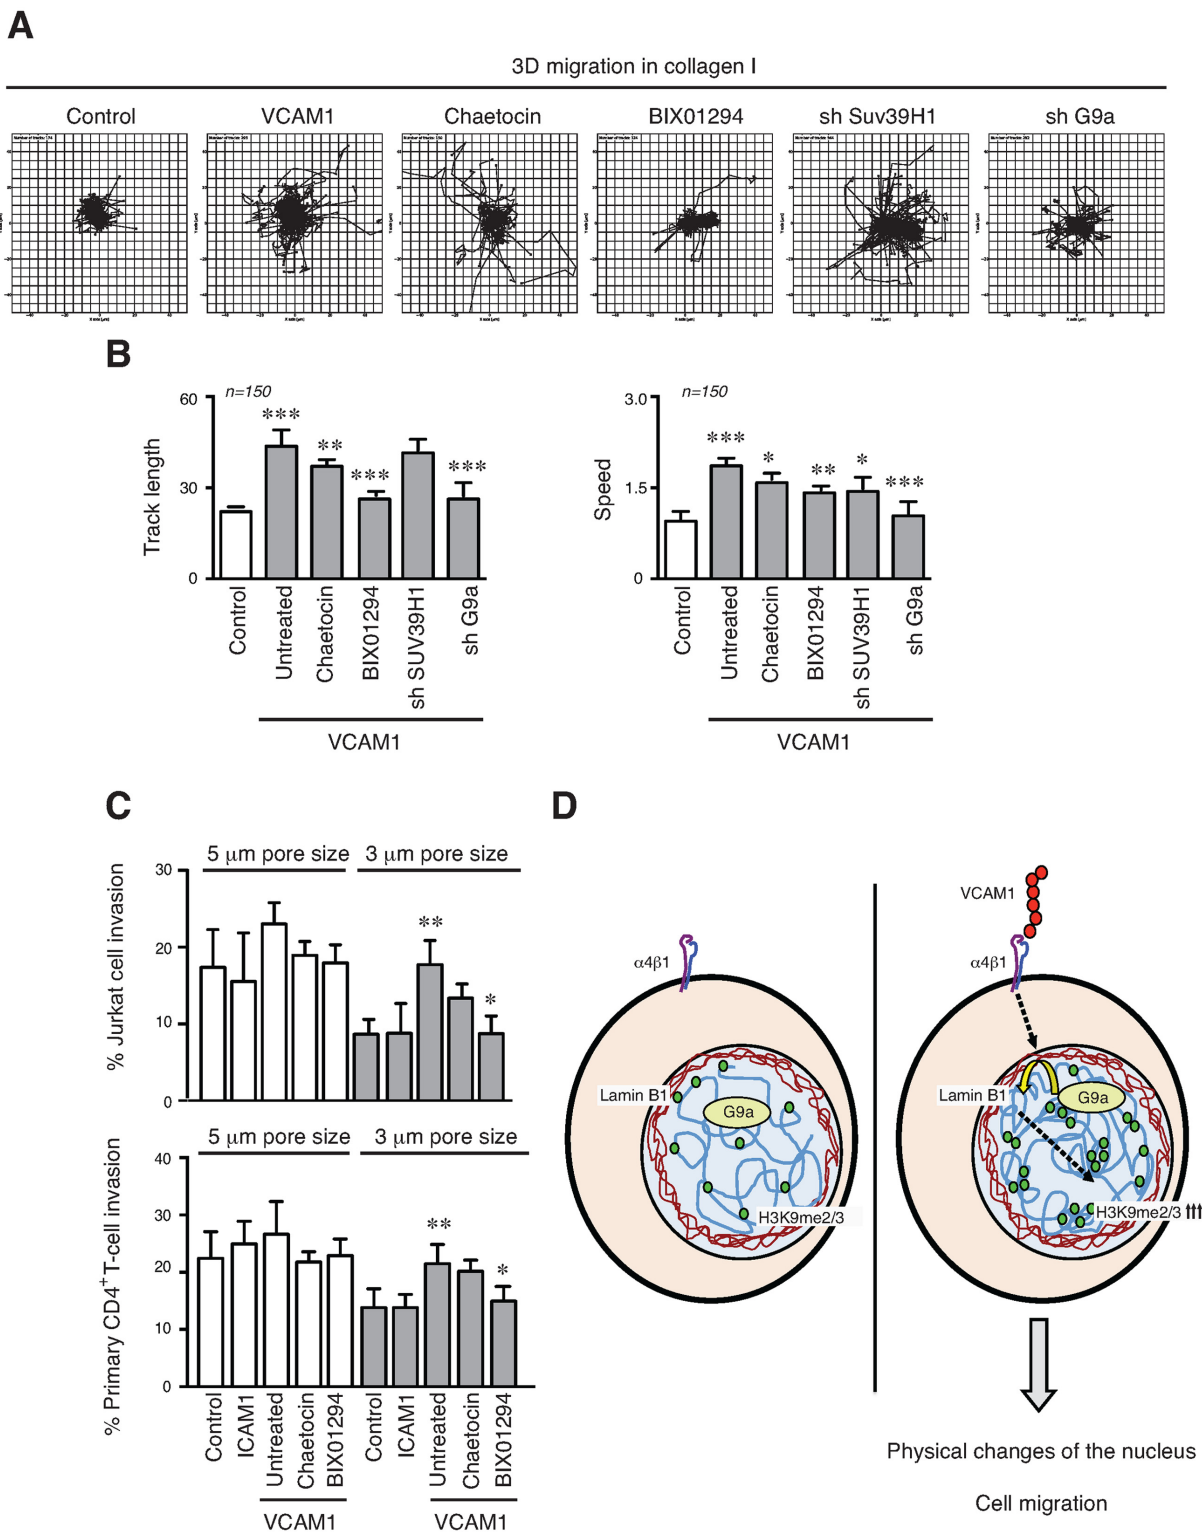 A
3D migration in collagen I
Control VCAM1 Chaetocin BIX01294 sh Suv39H1 sh G9a
B
n=150
60
30
0
Track length
*** ** *** ***
Control
Untreated
Chaetocin
BIX01294
sh SUV39H1
sh G9a
VCAM1
n=150
3.0
1.5
0
Speed
*** * ** * ***
Control
Untreated
Chaetocin
BIX01294
sh SUV39H1
sh G9a
VCAM1
C
5 μm pore size 3 μm pore size
% Jurkat cell invasion
30
20
10
0
** *
5 μm pore size 3 μm pore size
% Primary CD4+T-cell invasion
40
30
20
10
0
** *
Control
ICAM1
Untreated
Chaetocin
BIX01294
Control
ICAM1
Untreated
Chaetocin
BIX01294
VCAM1 VCAM1
D
α4β1
Lamin B1
G9a
H3K9me2/3
VCAM1
α4β1
Lamin B1
G9a
H3K9me2/3
Physical changes of the nucleus
Cell migration